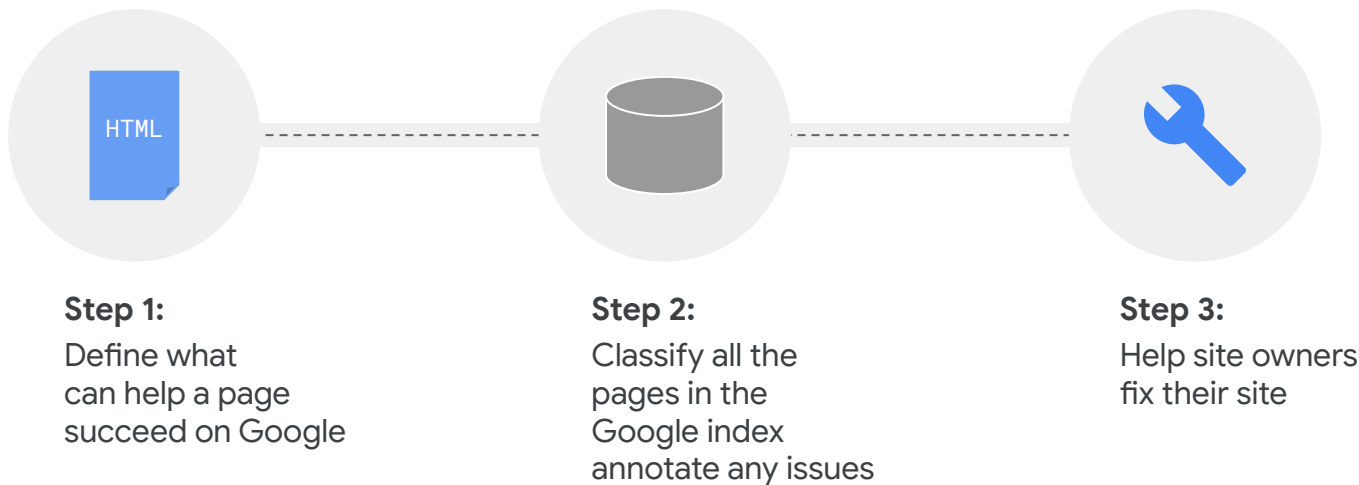 HTML
Step 1:
Define what
can help a page
succeed on Google
Step 2:
Classify all the
pages in the
Google index
annotate any issues
Step 3:
Help site owners
fix their site